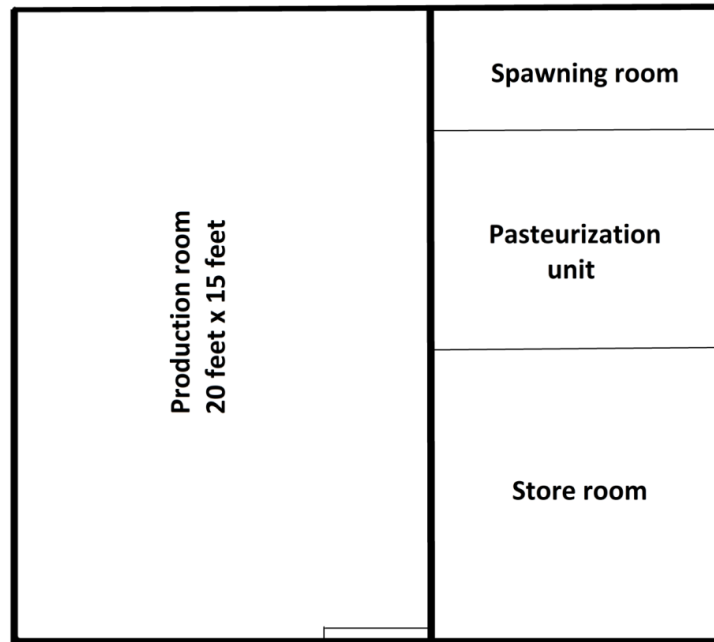 Production room
20 feet x 15 feet
Spawning room
Pasteurization
unit
Store room